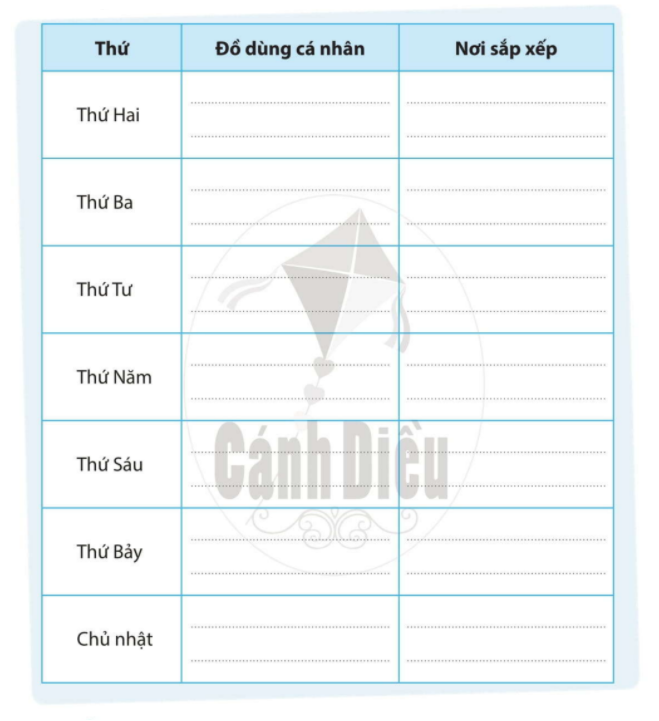 Thứ Đồ dùng cá nhân Nơi sắp xếp
Thứ Hai
Thứ Ba
Thứ Tư
Thứ Năm
Cánh Diều
Thứ Sáu
Thứ Bảy
Chủ nhật